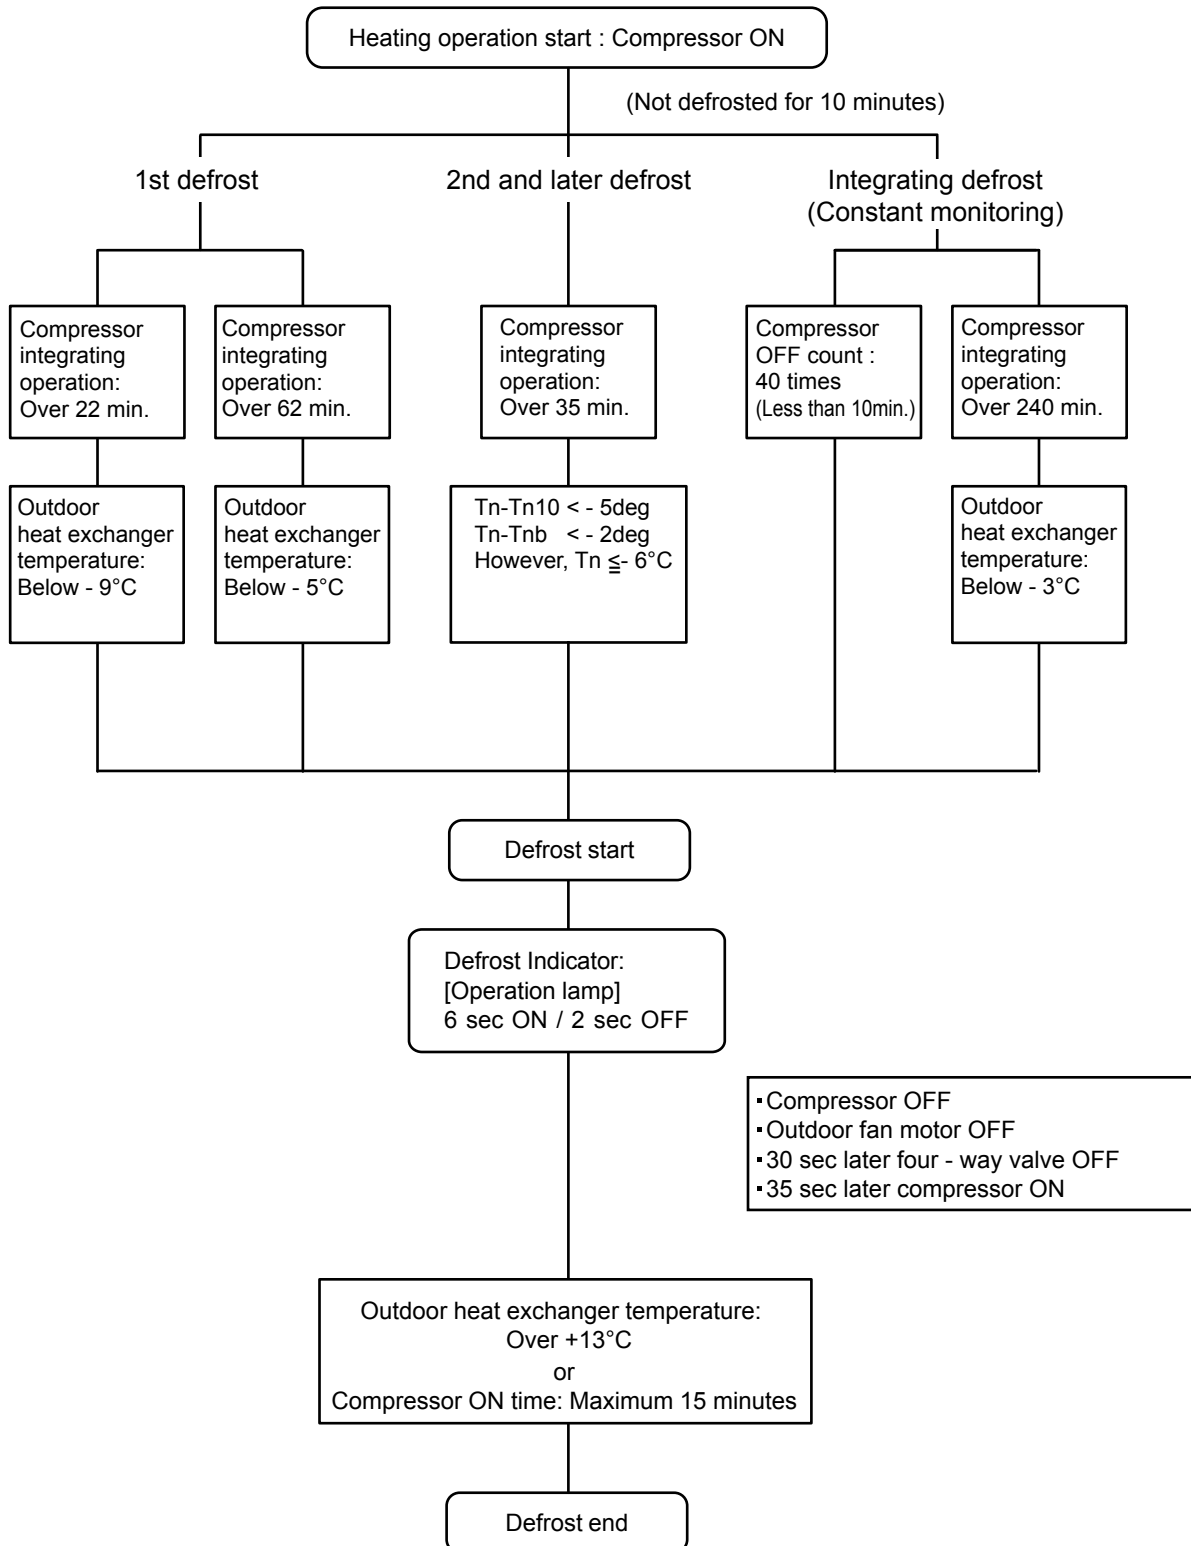 Heating operation start : Compressor ON
(Not defrosted for 10 minutes)
1st defrost
2nd and later defrost
Integrating defrost
(Constant monitoring)
Compressor
integrating
operation:
Over 22 min.
Compressor
integrating
operation:
Over 62 min.
Compressor
integrating
operation:
Over 35 min.
Compressor
OFF count :
40 times
(Less than 10min.)
Compressor
integrating
operation:
Over 240 min.
Outdoor
heat exchanger
temperature:
Below - 9°C
Outdoor
heat exchanger
temperature:
Below - 5°C
Tn-Tn10 < - 5deg
Tn-Tnb < - 2deg
However, Tn ≦- 6°C
Outdoor
heat exchanger
temperature:
Below - 3°C
Defrost start
Defrost Indicator:
[Operation lamp]
6 sec ON / 2 sec OFF
▪Compressor OFF
▪Outdoor fan motor OFF
▪30 sec later four - way valve OFF
▪35 sec later compressor ON
Outdoor heat exchanger temperature:
Over +13°C
or
Compressor ON time: Maximum 15 minutes
Defrost end